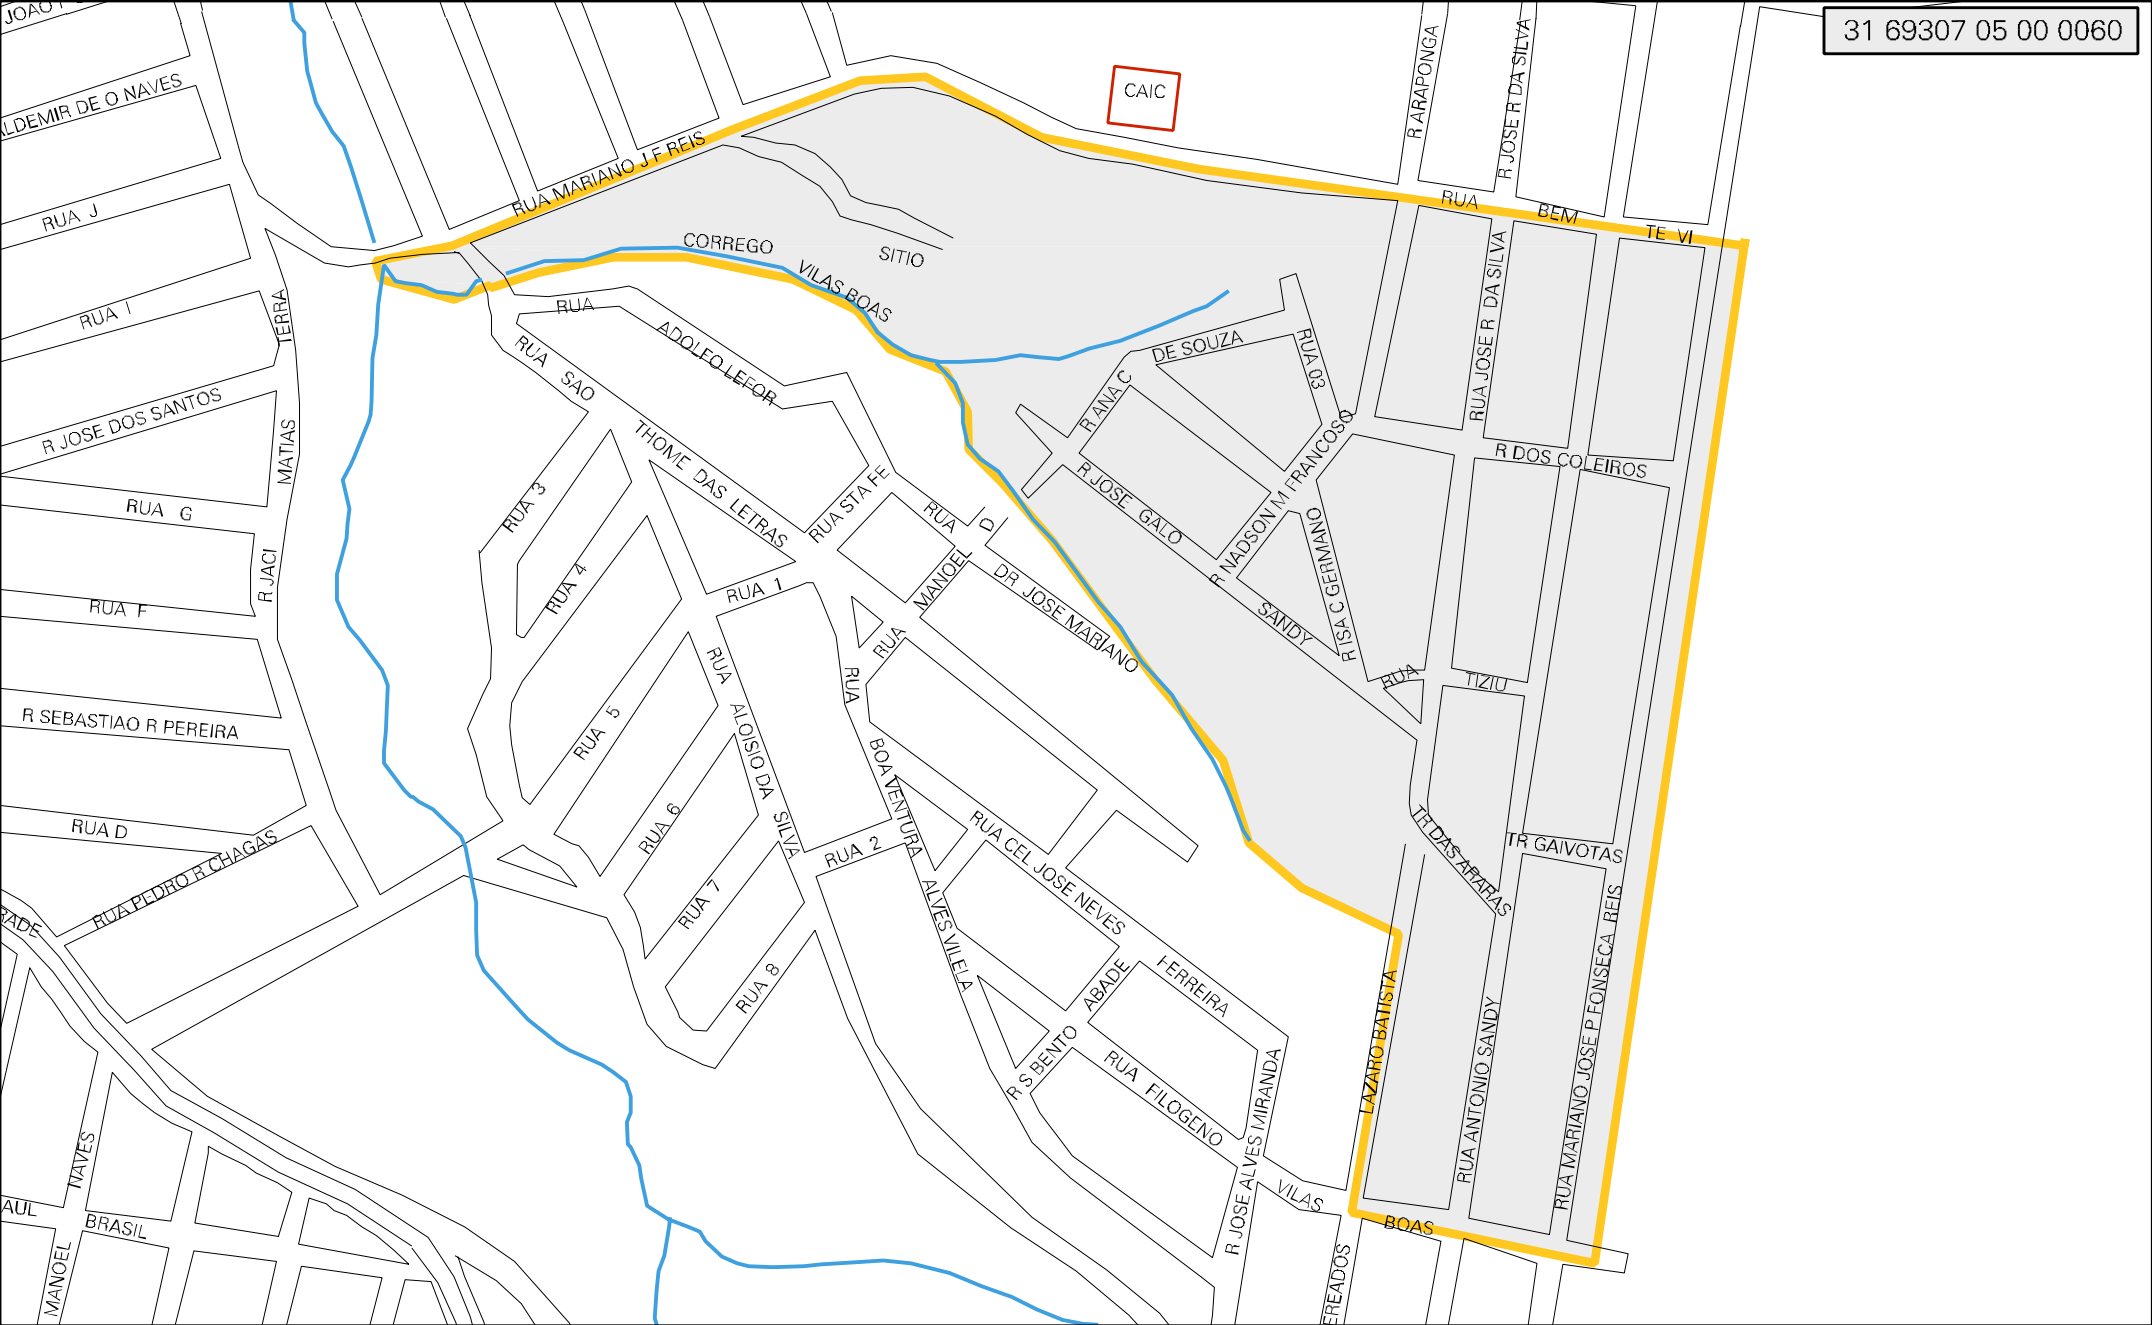 31 69307 05 00 0060
CAIC
R ARAPONGA
R JOSE R DA SILVA
ALDEMIR DE O NAVES
RUA MARIANO J F REIS
RUA BEM TE VI
RUA J
CORREGO VILAS BOAS
SITIO
RUA I
TERRA
RUA ADOLFO LEFOR
RUA SAO THOME DAS LETRAS
DE SOUZA
R ANA C
RUA 03
RUA JOSE R DA SILVA
R JOSE DOS SANTOS
MATIAS
R JACI
R DOS COLEIROS
R NADSON M FRANCOSO
R JOSE GALO
SANDY
R ISA C GERMANO
RUA G
RUA 3
RUA STA FE
RUA DR JOSE MARIANO
RUA MANOEL D
RUA F
RUA 4
RUA 1
RUA TIZIU
R SEBASTIAO R PEREIRA
RUA 5
RUA ALOISIO DA SILVA
RUA BOA VENTURA ALVES VILELA
RUA D
RUA 6
RUA 2
RUA CEL JOSE NEVES FERREIRA
TR DAS ARARAS
TR GAIVOTAS
RUA PEDRO R CHAGAS
RADE
RUA 7
RUA 8
R S BENTO ABADE
LAZARO BATISTA
RUA ANTONIO SANDY
RUA MARIANO JOSE P FONSECA REIS
RUA FILOGENO
R JOSE ALVES MIRANDA
VILAS BOAS
NAVES
MANOEL
AUL
BRASIL
EREADOS